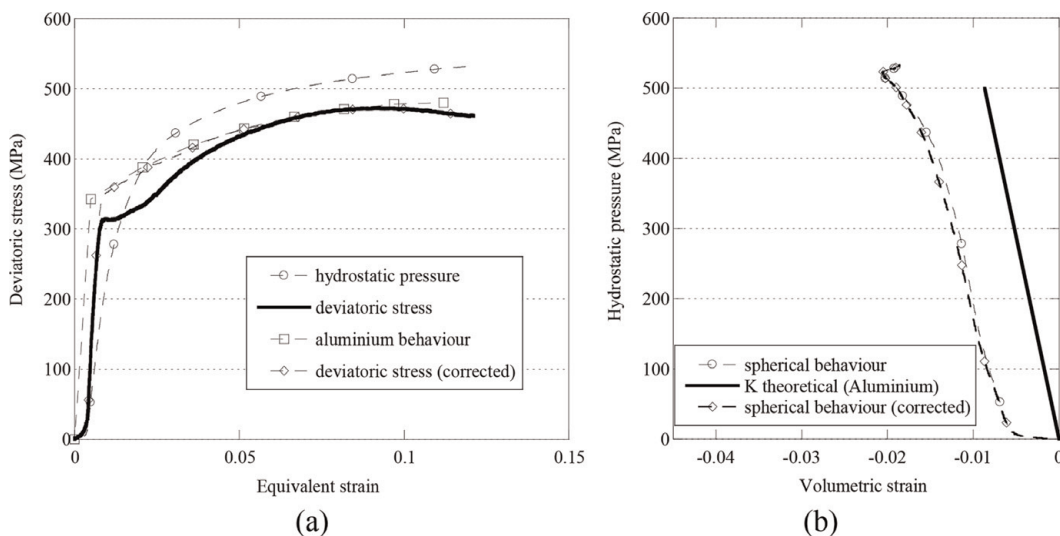 600
500
400
300
200
100
0
Deviatoric stress (MPa)
hydrostatic pressure
deviatoric stress
aluminium behaviour
deviatoric stress (corrected)
0 0.05 0.1 0.15
Equivalent strain
(a)
600
500
400
300
200
100
0
Hydrostatic pressure (MPa)
spherical behaviour
K theoretical (Aluminium)
spherical behaviour (corrected)
-0.04 -0.03 -0.02 -0.01 0
Volumetric strain
(b)